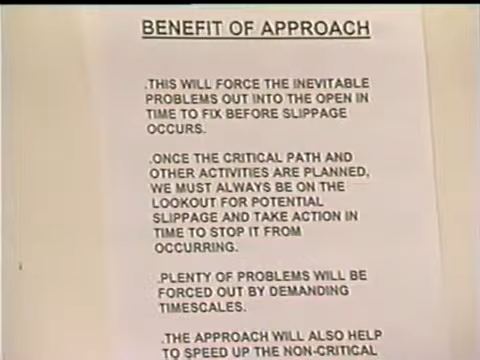 BENEFIT OF APPROACH
.THIS WILL FORCE THE INEVITABLE
PROBLEMS OUT INTO THE OPEN IN
TIME TO FIX BEFORE SLIPPAGE
OCCURS.
.ONCE THE CRITICAL PATH AND
OTHER ACTIVITIES ARE PLANNED,
WE MUST ALWAYS BE ON THE
LOOKOUT FOR POTENTIAL
SLIPPAGE AND TAKE ACTION IN
TIME TO STOP IT FROM
OCCURRING.
.PLENTY OF PROBLEMS WILL BE
FORCED OUT BY DEMANDING
TIMESCALES.
.THE APPROACH WILL ALSO HELP
TO SPEED UP THE NON-CRITICAL